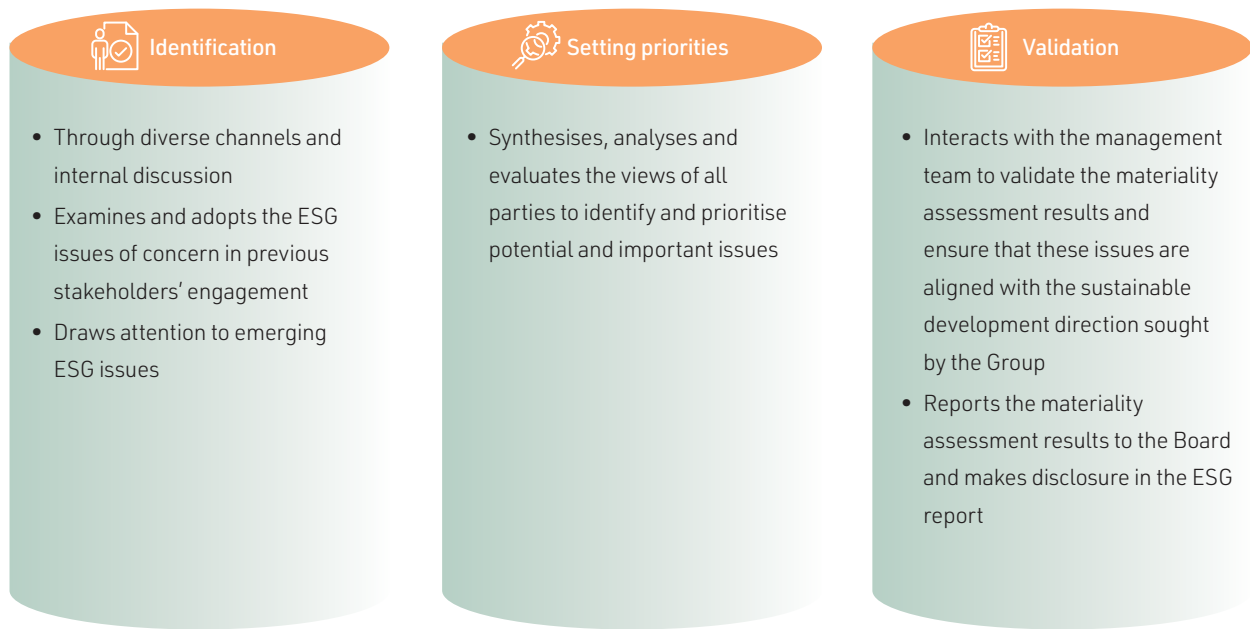 Identification
• Through diverse channels and
internal discussion
• Examines and adopts the ESG
issues of concern in previous
stakeholders’ engagement
• Draws attention to emerging
ESG issues
Setting priorities
• Synthesises, analyses and
evaluates the views of all
parties to identify and prioritise
potential and important issues
Validation
• Interacts with the management
team to validate the materiality
assessment results and
ensure that these issues are
aligned with the sustainable
development direction sought
by the Group
• Reports the materiality
assessment results to the Board
and makes disclosure in the ESG
report